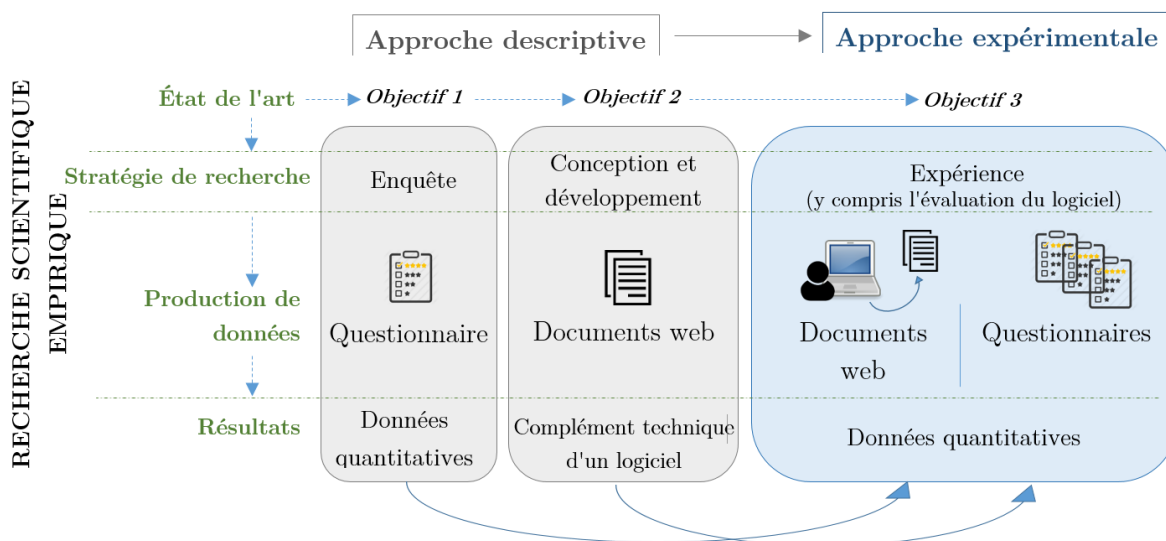 Approche descriptive
Approche expérimentale
RECHERCHE SCIENTIFIQUE
EMPIRIQUE
État de l'art
Objectif 1
Objectif 2
Objectif 3
Stratégie de recherche
Enquête
Conception et
développement
Expérience
(y compris l'évaluation du logiciel)
Production de
données
Questionnaire
Documents web
Documents
web
Questionnaires
Résultats
Données
quantitatives
Complément technique
d'un logiciel
Données quantitatives